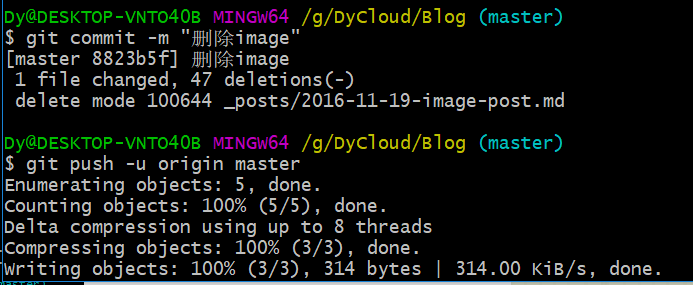 Dy@DESKTOP-VNTO40B MINGW64 /g/DyCloud/Blog (master)
$ git commit -m "删除image"
[master 8823b5f] 删除image
 1 file changed, 47 deletions(-)
 delete mode 100644 _posts/2016-11-19-image-post.md

Dy@DESKTOP-VNTO40B MINGW64 /g/DyCloud/Blog (master)
$ git push -u origin master
Enumerating objects: 5, done.
Counting objects: 100% (5/5), done.
Delta compression using up to 8 threads
Compressing objects: 100% (3/3), done.
Writing objects: 100% (3/3), 314 bytes | 314.00 KiB/s, done.